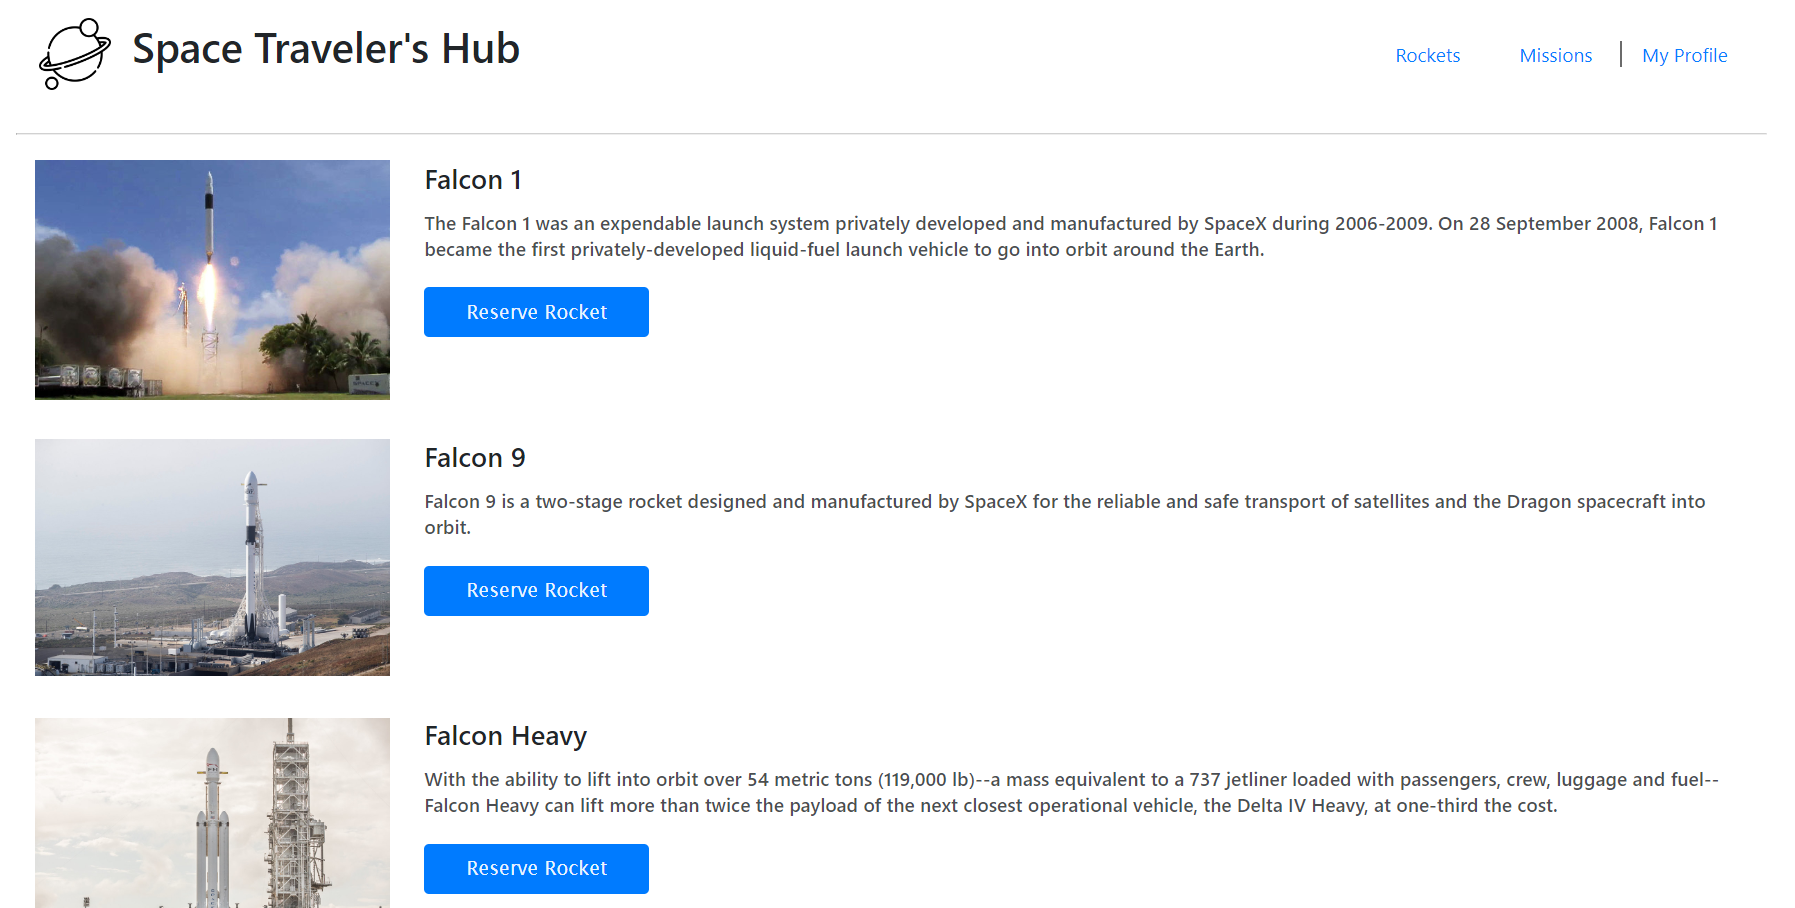 Space Traveler's Hub
Rockets
Missions
My Profile
Falcon 1
The Falcon 1 was an expendable launch system privately developed and manufactured by SpaceX during 2006-2009. On 28 September 2008, Falcon 1
became the first privately-developed liquid-fuel launch vehicle to go into orbit around the Earth.
Reserve Rocket
Falcon 9
Falcon 9 is a two-stage rocket designed and manufactured by SpaceX for the reliable and safe transport of satellites and the Dragon spacecraft into
orbit.
Reserve Rocket
Falcon Heavy
With the ability to lift into orbit over 54 metric tons (119,000 lb)--a mass equivalent to a 737 jetliner loaded with passengers, crew, luggage and fuel--
Falcon Heavy can lift more than twice the payload of the next closest operational vehicle, the Delta IV Heavy, at one-third the cost.
Reserve Rocket